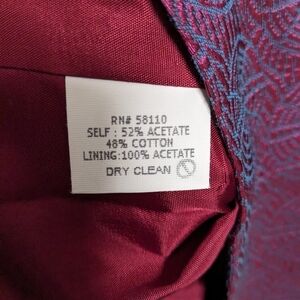 RN# 58110
SELF : 52% ACETATE
48% COTTON
LINING:100% ACETATE
DRY CLEAN